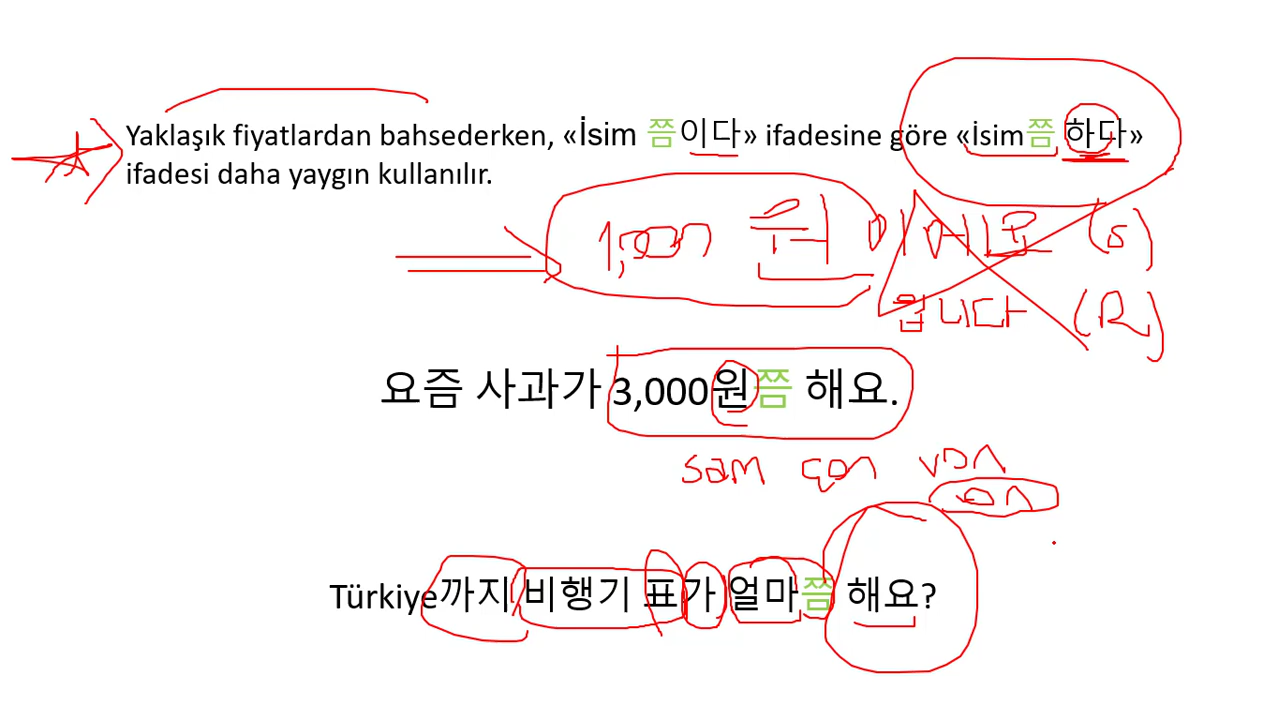 Yaklaşık fiyatlardan bahsederken, «İsim 쯤이다» ifadesine göre «İsim쯤 하다»
ifadesi daha yaygın kullanılır.
1,000 원 이에요 (S)
입니다 (R)
요즘 사과가 3,000원쯤 해요.
sam çon von
on
Türkiye까지 비행기 표가 얼마쯤 해요?